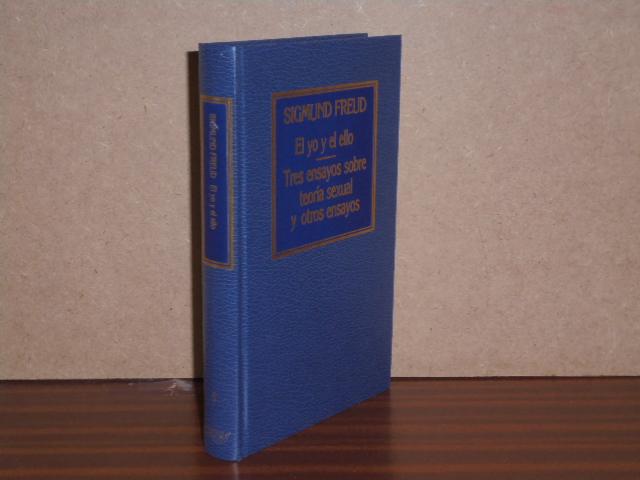 SIGMUND FREUD
El yo y el ello
Tres ensayos sobre
teoría sexual
y otros ensayos
SIGMUND FREUD El yo y el ello